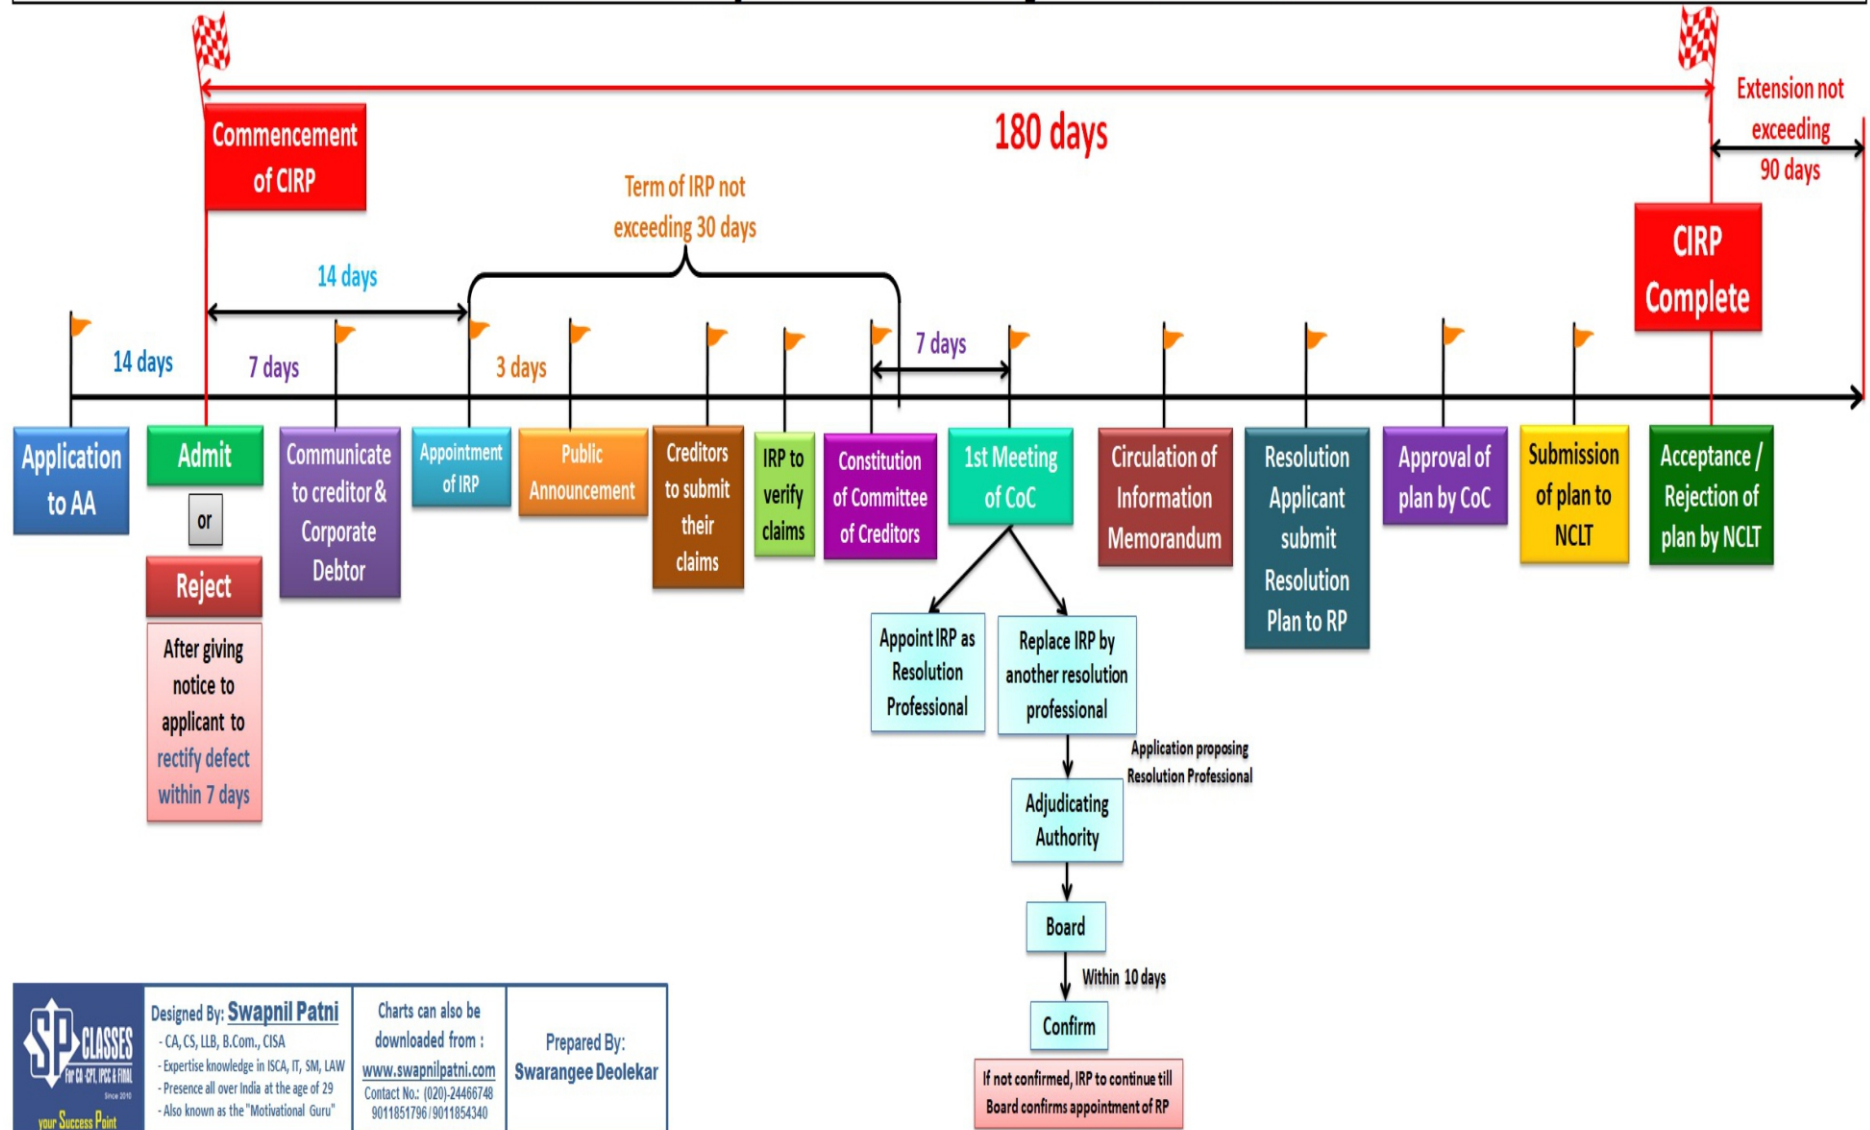 Commencement
of CIRP
180 days
Extension not
exceeding
90 days
Term of IRP not
exceeding 30 days
CIRP
Complete
14 days
14 days
7 days
3 days
7 days
Application
to AA
Admit
or
Reject
After giving
notice to
applicant to
rectify defect
within 7 days
Communicate
to creditor &
Corporate
Debtor
Appointment
of IRP
Public
Announcement
Creditors
to submit
their
claims
IRP to
verify
claims
Constitution
of Committee
of Creditors
1st Meeting
of CoC
Circulation of
Information
Memorandum
Resolution
Applicant
submit
Resolution
Plan to RP
Approval of
plan by CoC
Submission
of plan to
NCLT
Acceptance /
Rejection of
plan by NCLT
Appoint IRP as
Resolution
Professional
Replace IRP by
another resolution
professional
Application proposing
Resolution Professional
Adjudicating
Authority
Board
Within 10 days
Confirm
If not confirmed, IRP to continue till
Board confirms appointment of RP
SP CLASSES
For CA -CPT, IPCC & FINAL
Since 2010
your Success Point
Designed By: Swapnil Patni
- CA, CS, LLB, B.Com., CISA
- Expertise knowledge in ISCA, IT, SM, LAW
- Presence all over India at the age of 29
- Also known as the "Motivational Guru"
Charts can also be
downloaded from :
www.swapnilpatni.com
Contact No.: (020)-24466748
9011851796/9011854340
Prepared By:
Swarangee Deolekar